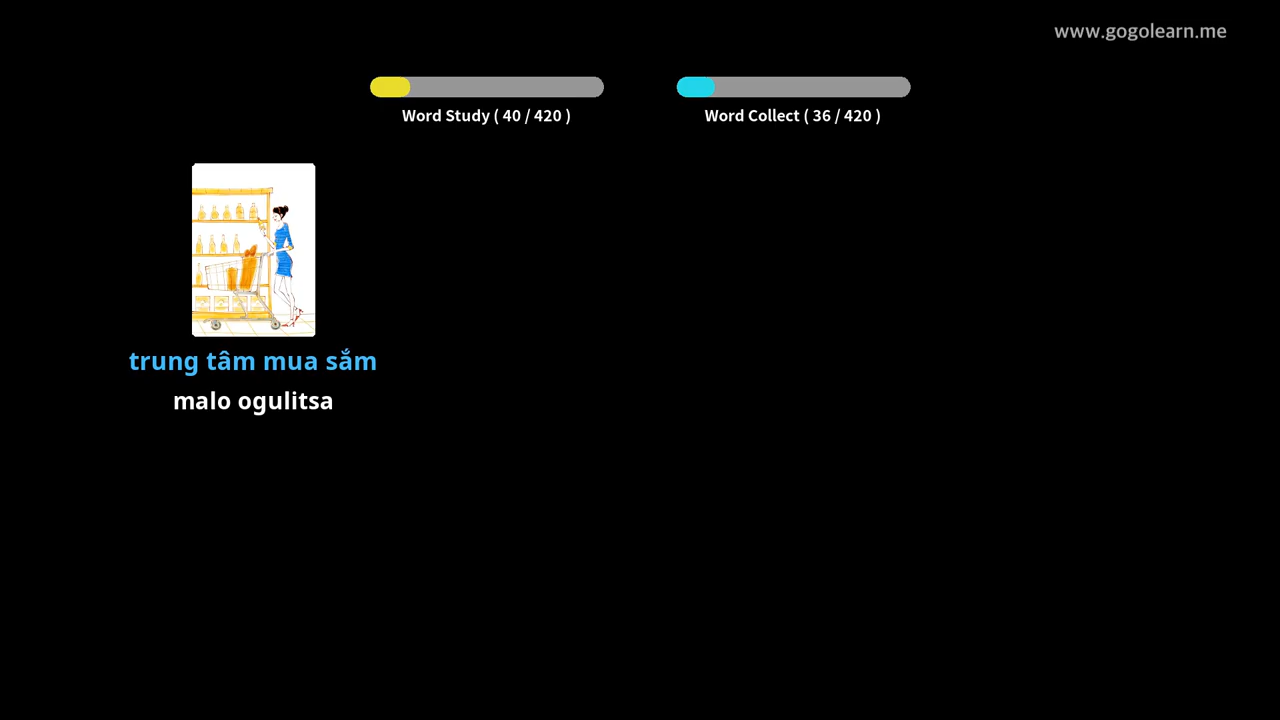 www.gogolearn.me
Word Study ( 40 / 420 )
Word Collect ( 36 / 420 )
trung tâm mua sắm
malo ogulitsa